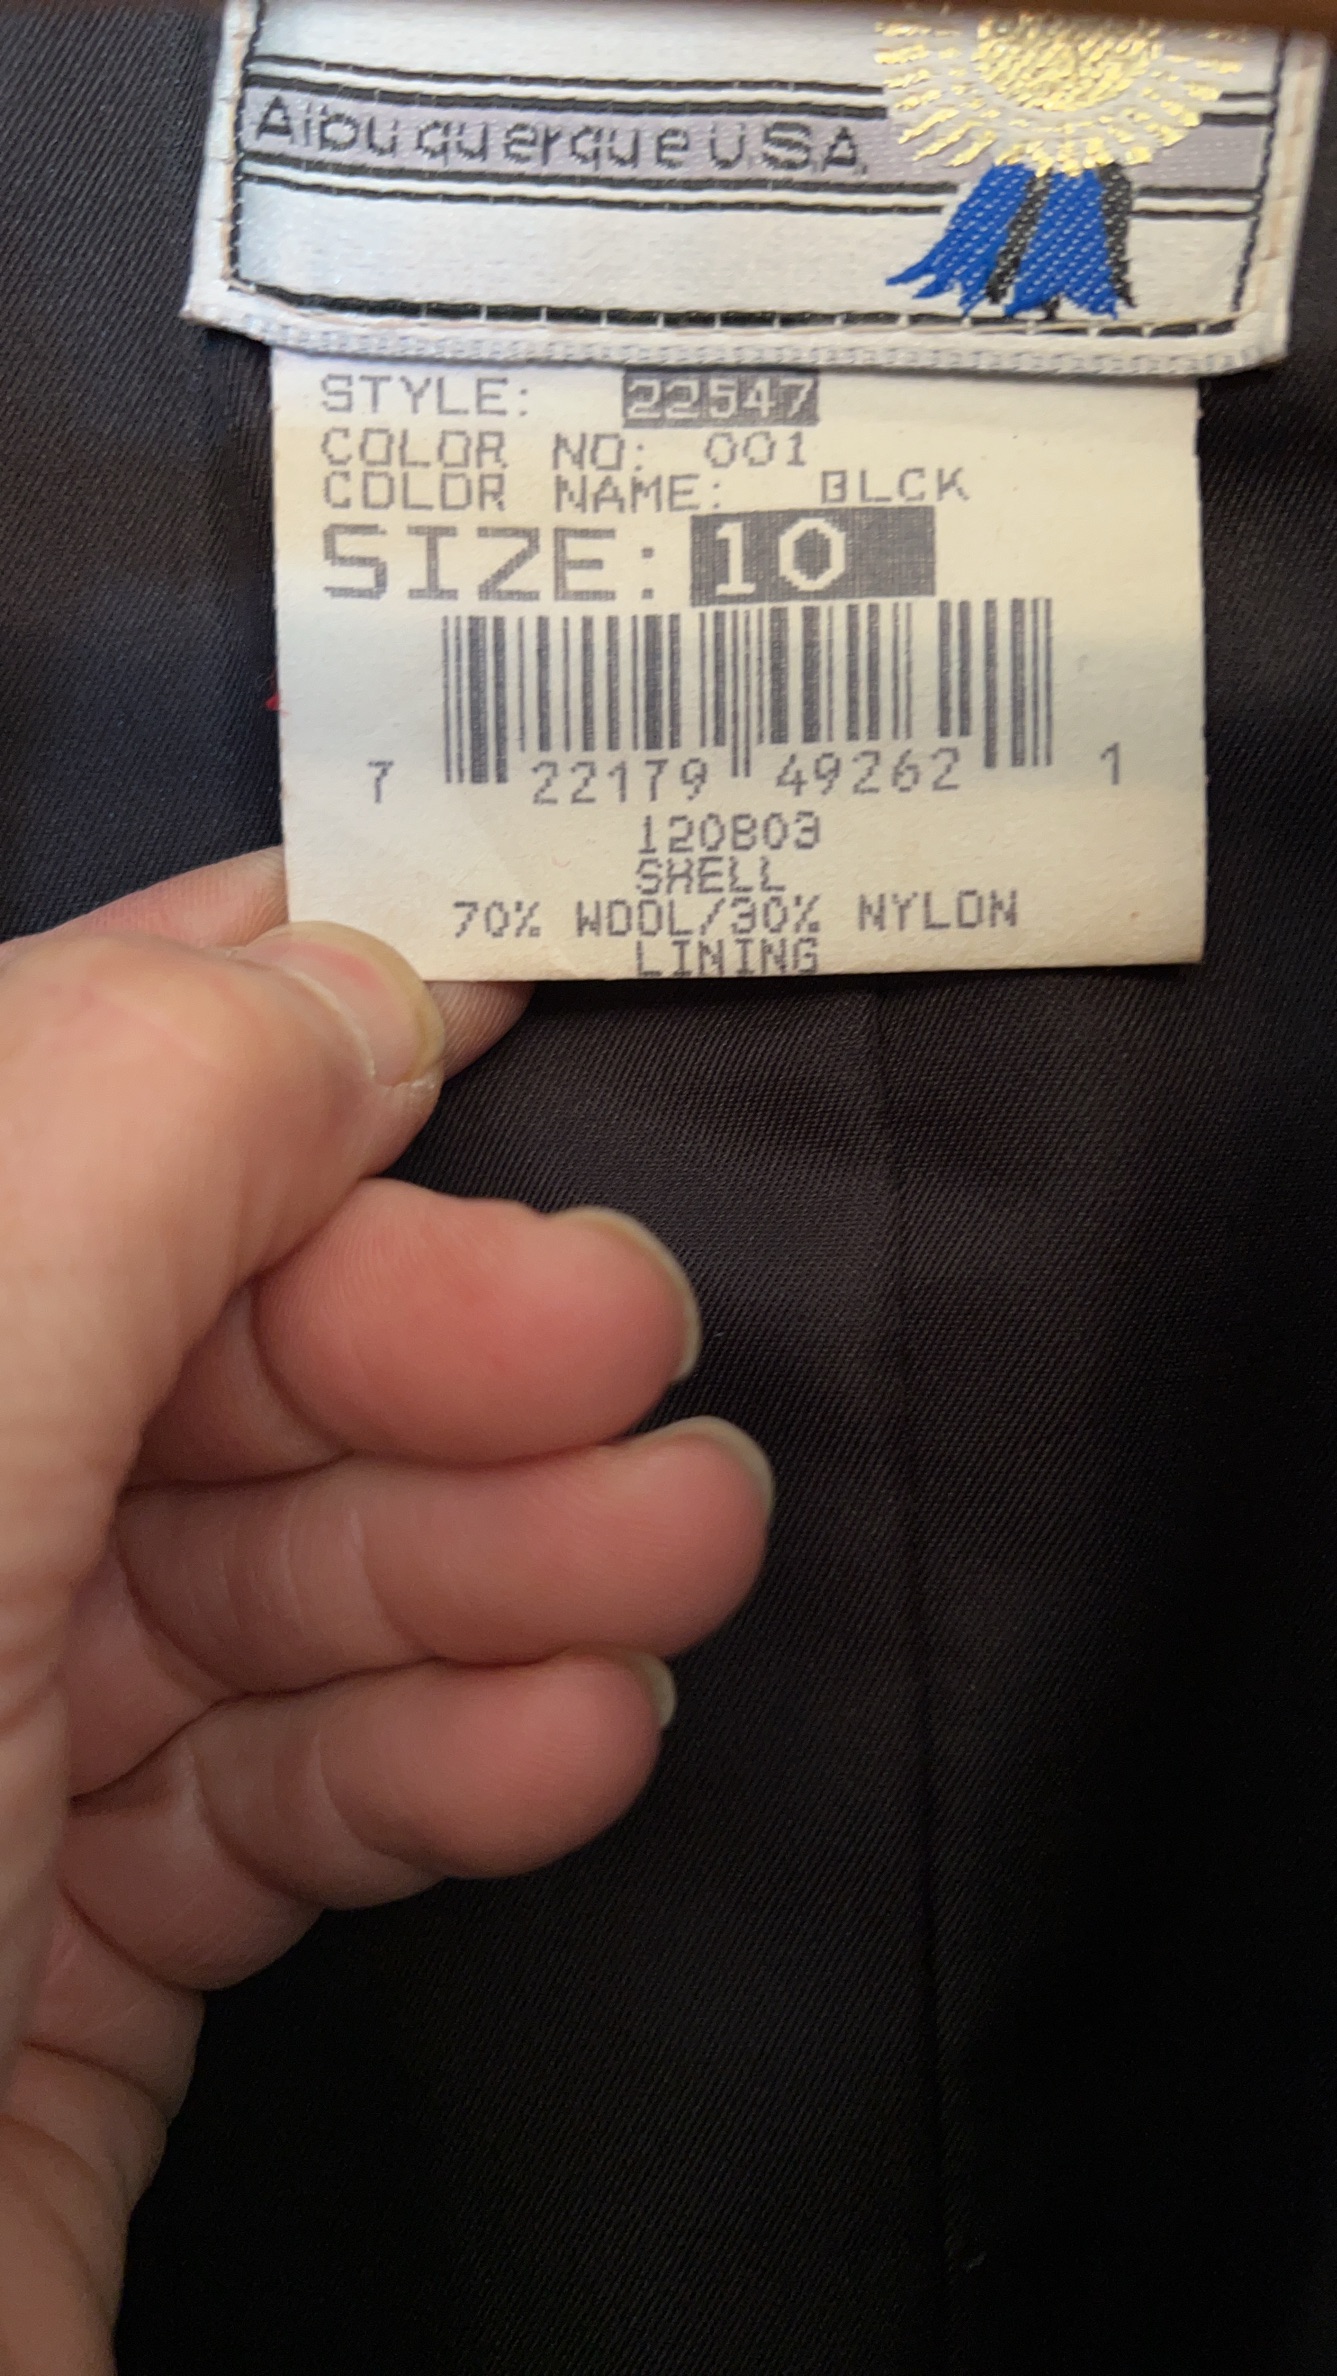 Albuquerque USA
STYLE: 22547
COLOR NO: 001
COLOR NAME: BLCK
SIZE: 10
7 22179 49262 1
120803
SHELL
70% WOOL/30% NYLON
LINING